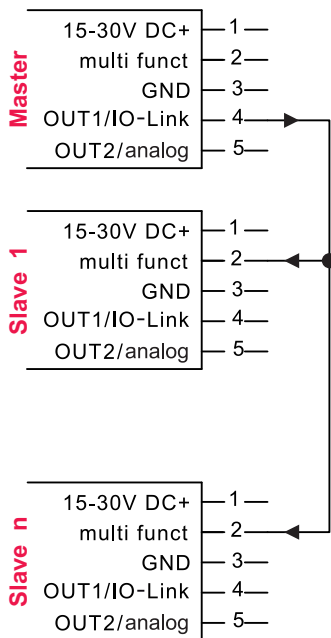 Master
15-30V DC+ 1
multi funct 2
GND 3
OUT1/IO-Link 4
OUT2/analog 5
Slave 1
15-30V DC+ 1
multi funct 2
GND 3
OUT1/IO-Link 4
OUT2/analog 5
Slave n
15-30V DC+ 1
multi funct 2
GND 3
OUT1/IO-Link 4
OUT2/analog 5